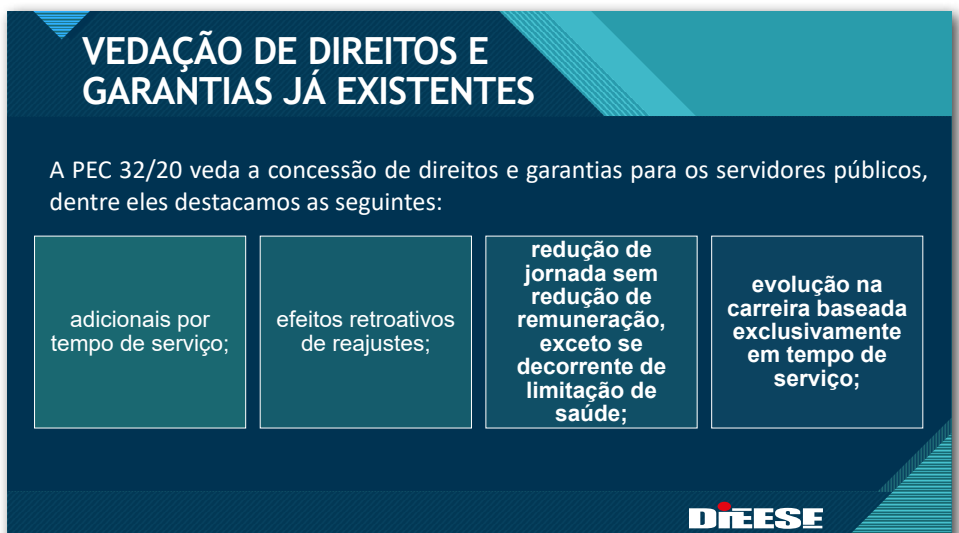 VEDAÇÃO DE DIREITOS E
GARANTIAS JÁ EXISTENTES
A PEC 32/20 veda a concessão de direitos e garantias para os servidores públicos,
dentre eles destacamos as seguintes:
adicionais por
tempo de serviço;
efeitos retroativos
de reajustes;
redução de
jornada sem
redução de
remuneração,
exceto se
decorrente de
limitação de
saúde;
evolução na
carreira baseada
exclusivamente
em tempo de
serviço;
DIEESE